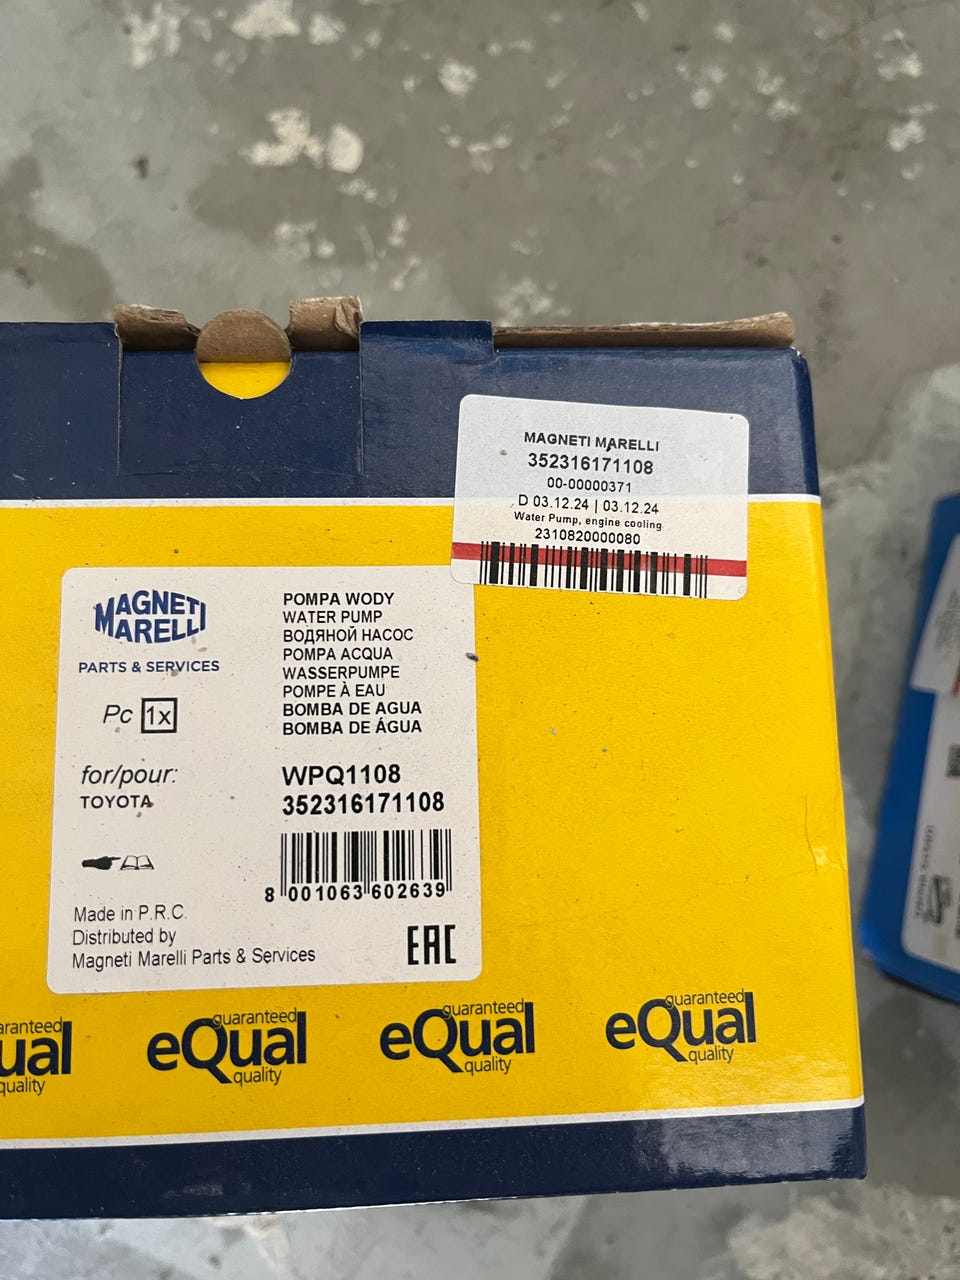 MAGNETI MARELLI
352316171108
00-00000371
D 03.12.24 | 03.12.24
Water Pump, engine cooling
2310820000080
MAGNETI
MARELLI
PARTS & SERVICES
Pc 1x
for/pour:
TOYOTA
POMPA WODY
WATER PUMP
ВОДЯНОЙ НАСОС
POMPA ACQUA
WASSERPUMPE
POMPE À EAU
BOMBA DE AGUA
BOMBA DE ÁGUA
WPQ1108
352316171108
8 001063 602639
Made in P.R.C.
Distributed by
Magneti Marelli Parts & Services
EAC
guaranteed
eQual
quality
guaranteed
eQual
quality
guaranteed
eQual
quality
aranteed
ual
quality